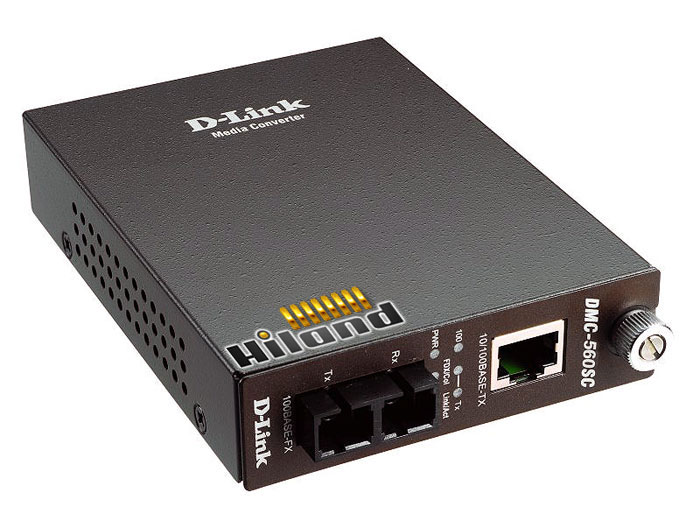 D-Link
Media Converter
Hiland
PWR
100
FDX/Col
Link/Act
Tx
Tx
Rx
100BASE-FX
10/100BASE-TX
DMC-560SC
D-Link